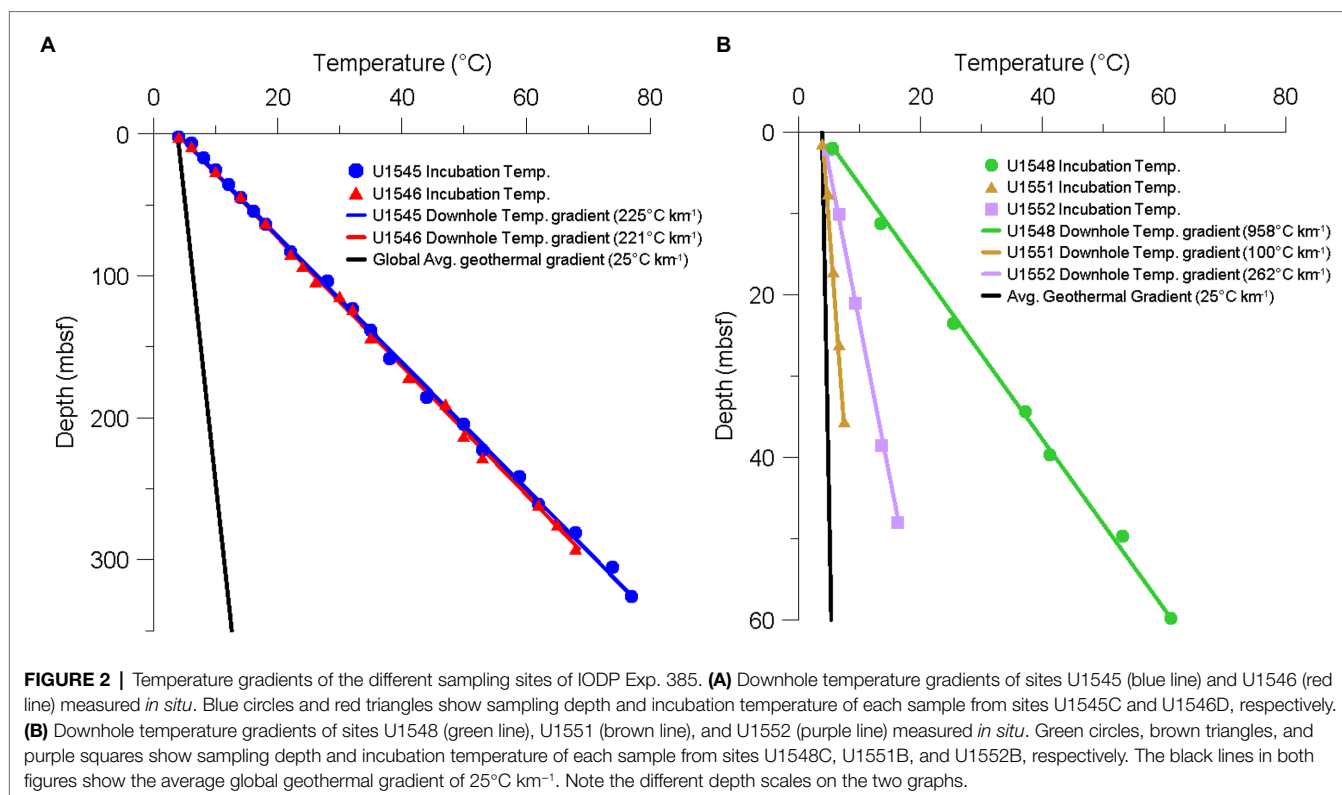 A
Temperature (°C)
0 20 40 60 80
0
100
200
300
Depth (mbsf)
U1545 Incubation Temp.
U1546 Incubation Temp.
U1545 Downhole Temp. gradient (225°C km-1)
U1546 Downhole Temp. gradient (221°C km-1)
Global Avg. geothermal gradient (25°C km-1)
B
Temperature (°C)
0 20 40 60 80
0
20
40
60
Depth (mbsf)
U1548 Incubation Temp.
U1551 Incubation Temp.
U1552 Incubation Temp.
U1548 Downhole Temp. gradient (958°C km-1)
U1551 Downhole Temp. gradient (100°C km-1)
U1552 Downhole Temp. gradient (262°C km-1)
Avg. Geothermal Gradient (25°C km-1)
FIGURE 2 | Temperature gradients of the different sampling sites of IODP Exp. 385. (A) Downhole temperature gradients of sites U1545 (blue line) and U1546 (red
line) measured in situ. Blue circles and red triangles show sampling depth and incubation temperature of each sample from sites U1545C and U1546D, respectively.
(B) Downhole temperature gradients of sites U1548 (green line), U1551 (brown line), and U1552 (purple line) measured in situ. Green circles, brown triangles, and
purple squares show sampling depth and incubation temperature of each sample from sites U1548C, U1551B, and U1552B, respectively. The black lines in both
figures show the average global geothermal gradient of 25°C km−1. Note the different depth scales on the two graphs.